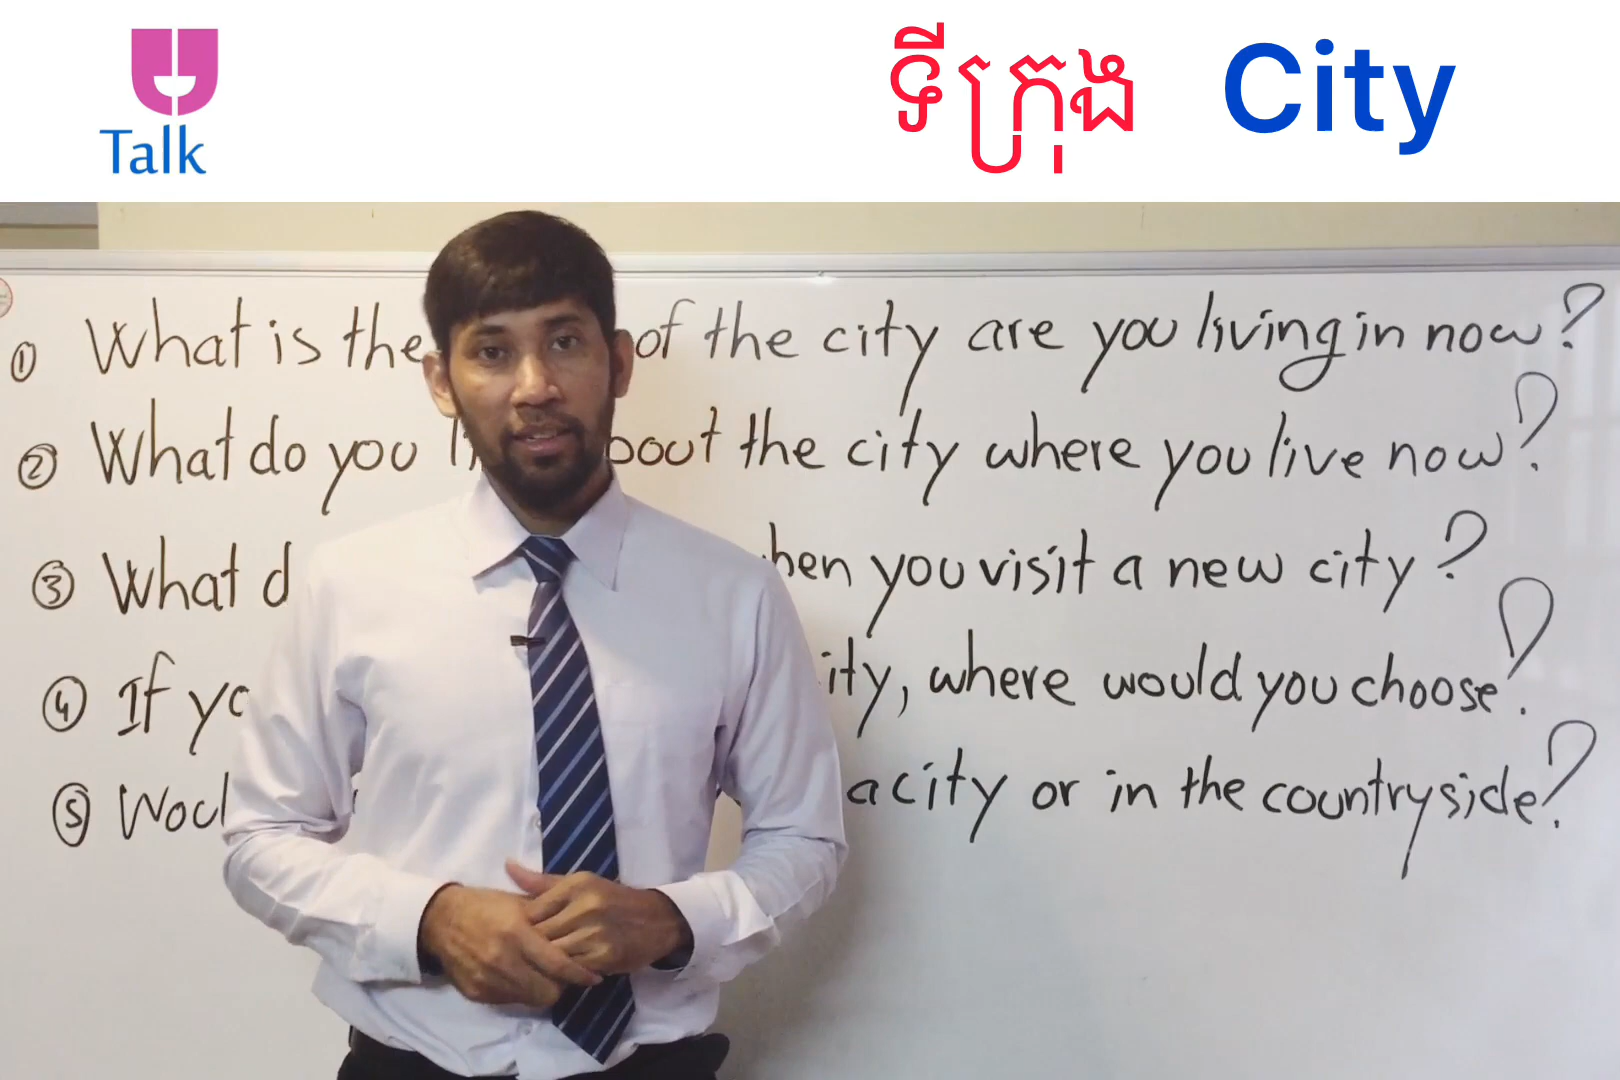 Talk
ទីក្រុង City
① What is the of the city are you living in now?
② What do you about the city where you live now?
③ What d hen you visit a new city?
④ If yo ity, where would you choose?
⑤ Woul a city or in the countryside?